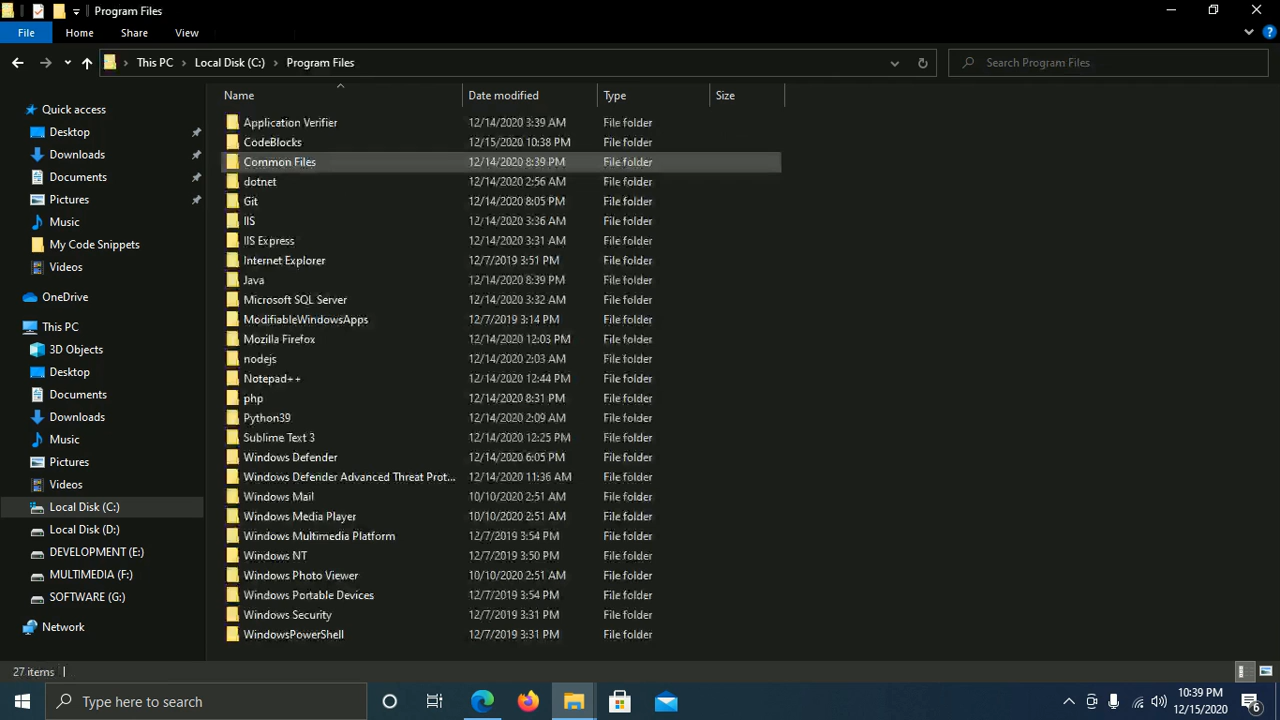 Program Files
File Home Share View
This PC Local Disk (C:) Program Files
Search Program Files
Name Date modified Type Size
Quick access
Desktop
Downloads
Documents
Pictures
Music
My Code Snippets
Videos
OneDrive
This PC
3D Objects
Desktop
Documents
Downloads
Music
Pictures
Videos
Local Disk (C:)
Local Disk (D:)
DEVELOPMENT (E:)
MULTIMEDIA (F:)
SOFTWARE (G:)
Network
Application Verifier 12/14/2020 3:39 AM File folder
CodeBlocks 12/15/2020 10:38 PM File folder
Common Files 12/14/2020 8:39 PM File folder
dotnet 12/14/2020 2:56 AM File folder
Git 12/14/2020 8:05 PM File folder
IIS 12/14/2020 3:36 AM File folder
IIS Express 12/14/2020 3:31 AM File folder
Internet Explorer 12/7/2019 3:51 PM File folder
Java 12/14/2020 8:39 PM File folder
Microsoft SQL Server 12/14/2020 3:32 AM File folder
ModifiableWindowsApps 12/7/2019 3:14 PM File folder
Mozilla Firefox 12/14/2020 12:03 PM File folder
nodejs 12/14/2020 2:03 AM File folder
Notepad++ 12/14/2020 12:44 PM File folder
php 12/14/2020 8:31 PM File folder
Python39 12/14/2020 2:09 AM File folder
Sublime Text 3 12/14/2020 12:25 PM File folder
Windows Defender 12/14/2020 6:05 PM File folder
Windows Defender Advanced Threat Prot... 12/14/2020 11:36 AM File folder
Windows Mail 10/10/2020 2:51 AM File folder
Windows Media Player 10/10/2020 2:51 AM File folder
Windows Multimedia Platform 12/7/2019 3:54 PM File folder
Windows NT 12/7/2019 3:50 PM File folder
Windows Photo Viewer 10/10/2020 2:51 AM File folder
Windows Portable Devices 12/7/2019 3:54 PM File folder
Windows Security 12/7/2019 3:31 PM File folder
WindowsPowerShell 12/7/2019 3:31 PM File folder
27 items
Type here to search
10:39 PM
12/15/2020
6